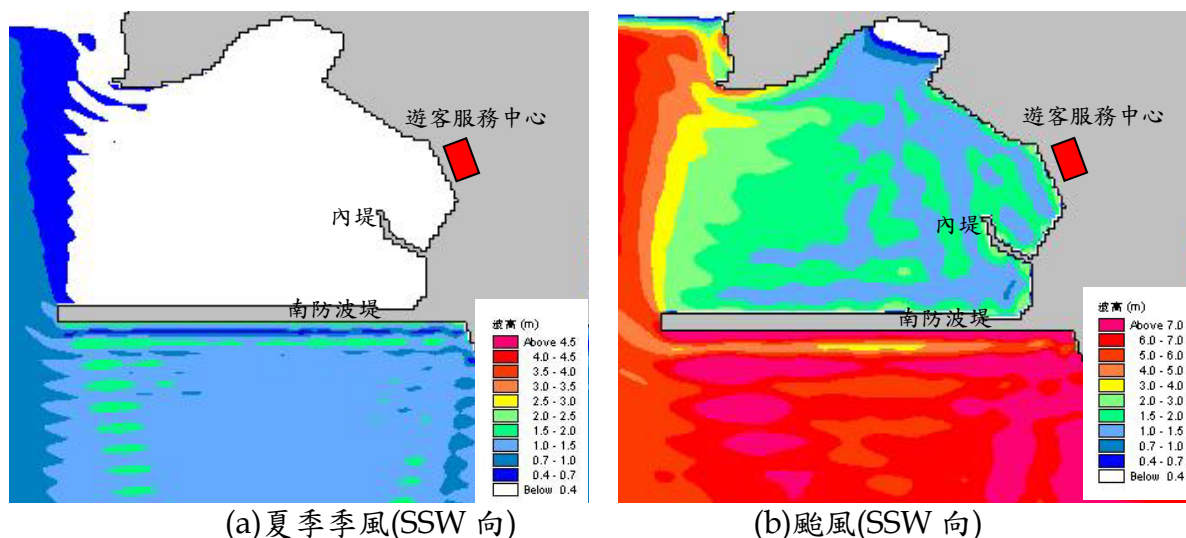 遊客服務中心
內堤
南防波堤
波高 (m)
Above 4.5
4.0 - 4.5
3.5 - 4.0
3.0 - 3.5
2.5 - 3.0
2.0 - 2.5
1.5 - 2.0
1.0 - 1.5
0.7 - 1.0
0.4 - 0.7
Below 0.4
(a)夏季季風(SSW 向)
遊客服務中心
內堤
南防波堤
波高 (m)
Above 7.0
6.0 - 7.0
5.0 - 6.0
4.0 - 5.0
3.0 - 4.0
2.0 - 3.0
1.5 - 2.0
1.0 - 1.5
0.7 - 1.0
0.4 - 0.7
Below 0.4
(b)颱風(SSW 向)